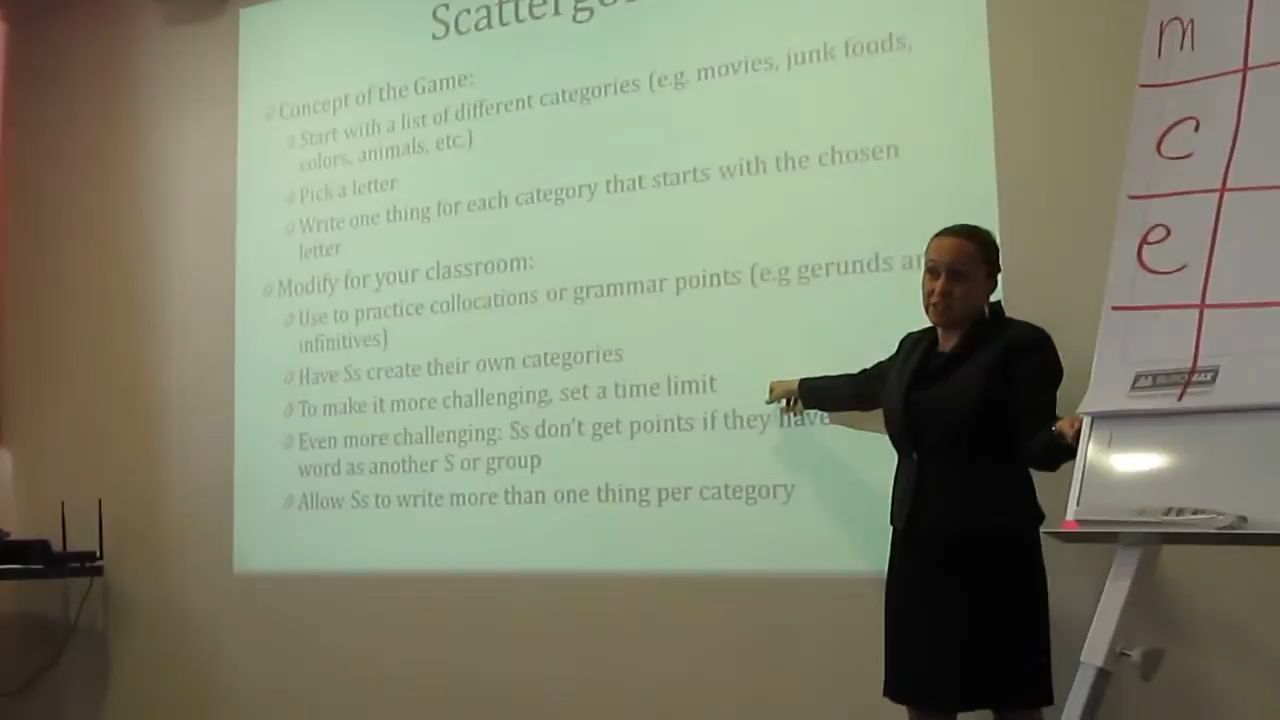 Concept of the Game:
Start with a list of different categories (e.g. movies, junk foods,
colors, animals, etc.)
Pick a letter
Write one thing for each category that starts with the chosen
letter
Modify for your classroom:
Use to practice collocations or grammar points (e.g gerunds
infinitives)
Have Ss create their own categories
To make it more challenging, set a time limit
Even more challenging: Ss don't get points if they have
word as another S or group
Allow Ss to write more than one thing per category
m
c
e